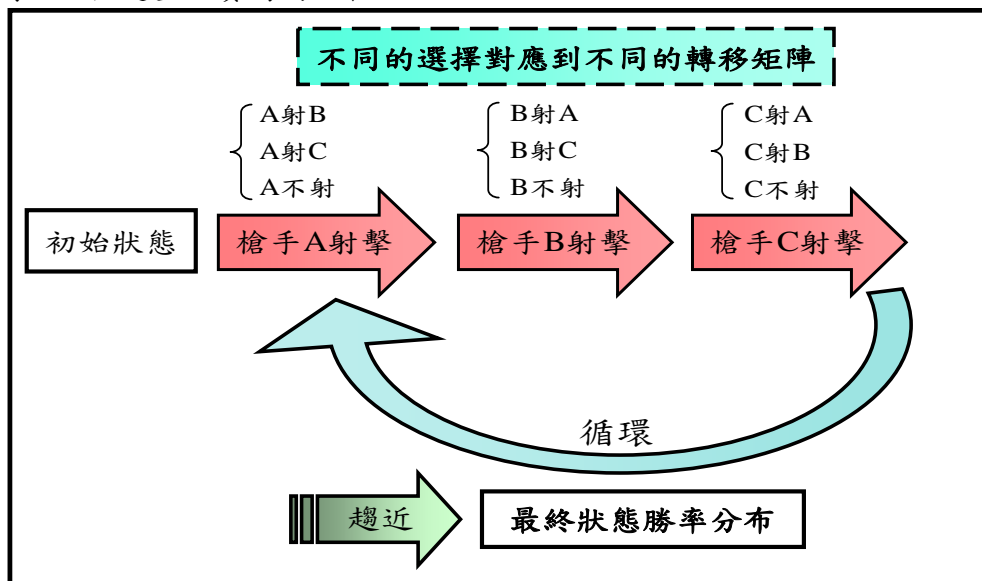 不同的選擇對應到不同的轉移矩陣
A射B
A射C
A不射
B射A
B射C
B不射
C射A
C射B
C不射
初始狀態
槍手A射擊
槍手B射擊
槍手C射擊
循環
趨近
最終狀態勝率分布